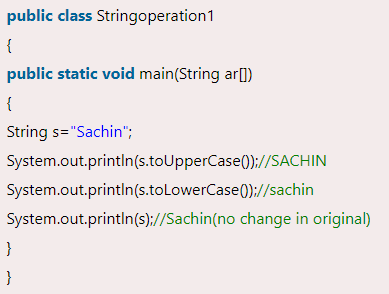 public class Stringoperation1
{
public static void main(String ar[])
{
String s="Sachin";
System.out.println(s.toUpperCase());//SACHIN
System.out.println(s.toLowerCase());//sachin
System.out.println(s);//Sachin(no change in original)
}
}